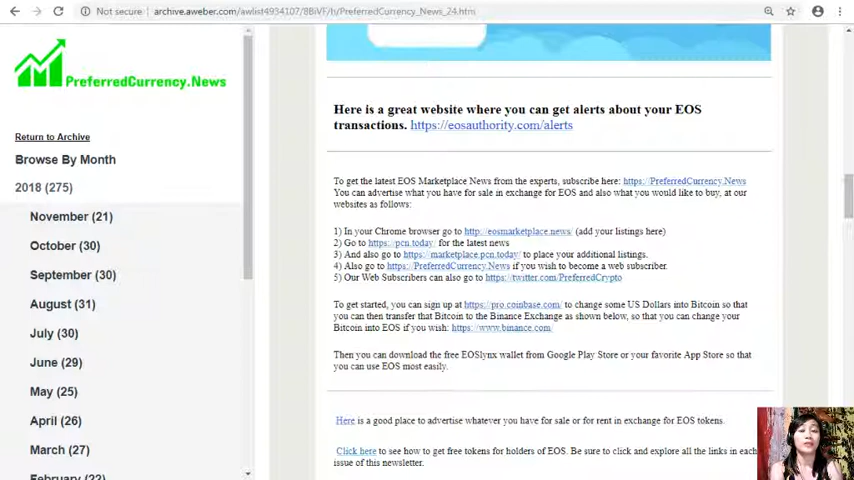 Not secure | archive.aweber.com/awlist4934107/8BiVF/h/PreferredCurrency_News_24.htm
PreferredCurrency.News
Return to Archive
Browse By Month
2018 (275)
November (21)
October (30)
September (30)
August (31)
July (30)
June (29)
May (25)
April (26)
March (27)
February (22)
Here is a great website where you can get alerts about your EOS
transactions. https://eosauthority.com/alerts
To get the latest EOS Marketplace News from the experts, subscribe here: https://PreferredCurrency.News
You can advertise what you have for sale in exchange for EOS and also what you would like to buy, at our
websites as follows:
1) In your Chrome browser go to http://eosmarketplace.news/ (add your listings here)
2) Go to https://pcn.today/ for the latest news
3) And also go to https://marketplace.pcn.today/ to place your additional listings.
4) Also go to https://PreferredCurrency.News if you wish to become a web subscriber.
5) Our Web Subscribers can also go to https://twitter.com/PreferredCrypto
To get started, you can sign up at https://pro.coinbase.com/ to change some US Dollars into Bitcoin so that
you can then transfer that Bitcoin to the Binance Exchange as shown below, so that you can change your
Bitcoin into EOS if you wish: https://www.binance.com/
Then you can download the free EOSlynx wallet from Google Play Store or your favorite App Store so that
you can use EOS most easily.
Here is a good place to advertise whatever you have for sale or for rent in exchange for EOS tokens.
Click here to see how to get free tokens for holders of EOS. Be sure to click and explore all the links in each
issue of this newsletter.